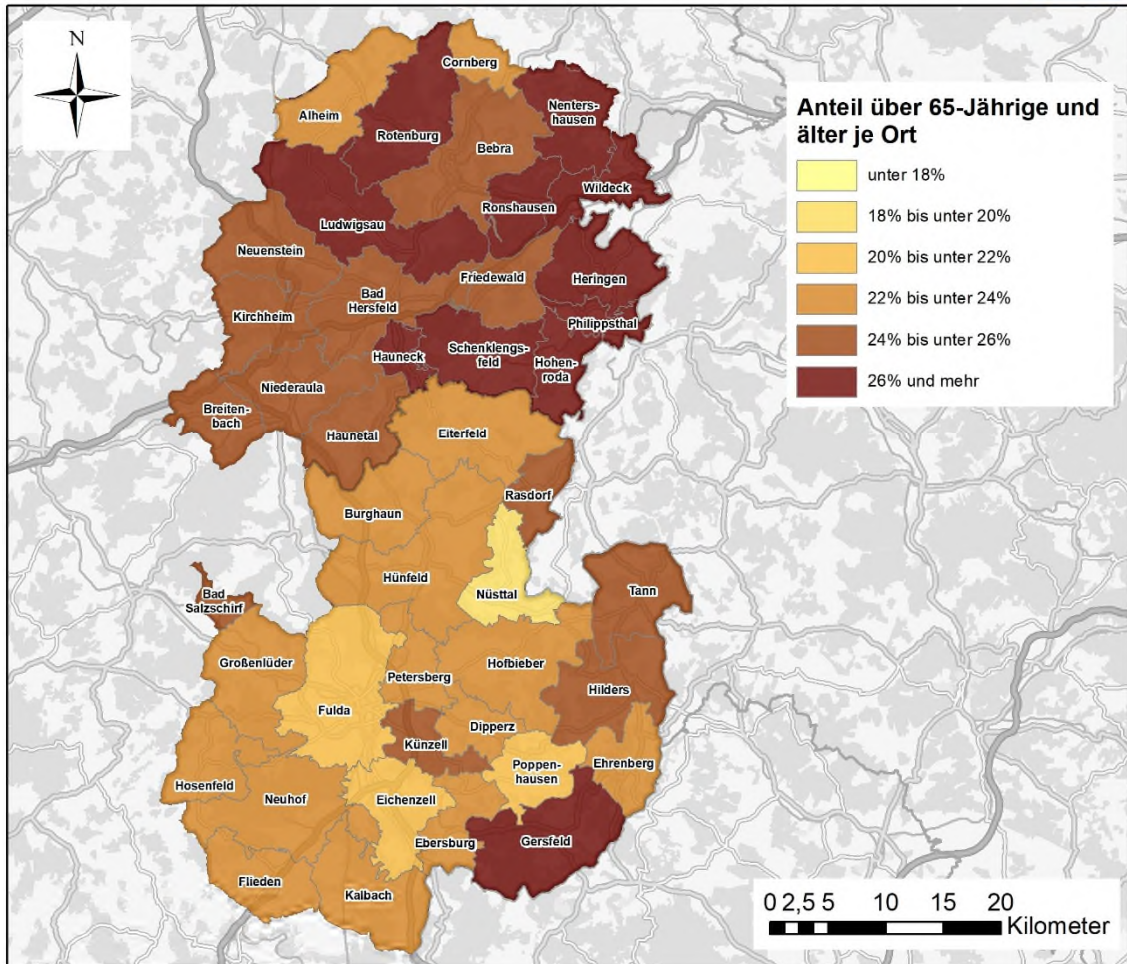 N
Anteil über 65-Jährige und
älter je Ort
unter 18%
18% bis unter 20%
20% bis unter 22%
22% bis unter 24%
24% bis unter 26%
26% und mehr
Cornberg
Alheim
Rotenburg
Nenters-
hausen
Bebra
Wildeck
Ronshausen
Ludwigsau
Neuenstein
Friedewald
Heringen
Bad
Hersfeld
Kirchheim
Philippsthal
Hauneck
Schenklengs-
feld
Hohen-
roda
Niederaula
Breiten-
bach
Haunetal
Eiterfeld
Rasdorf
Burghaun
Hünfeld
Nüsttal
Tann
Bad
Salzschirf
Großenlüder
Petersberg
Hofbieber
Hilders
Fulda
Dipperz
Künzell
Poppen-
hausen
Ehrenberg
Hosenfeld
Neuhof
Eichenzell
Ebersburg
Gersfeld
Flieden
Kalbach
0 2,5 5 10 15 20
Kilometer